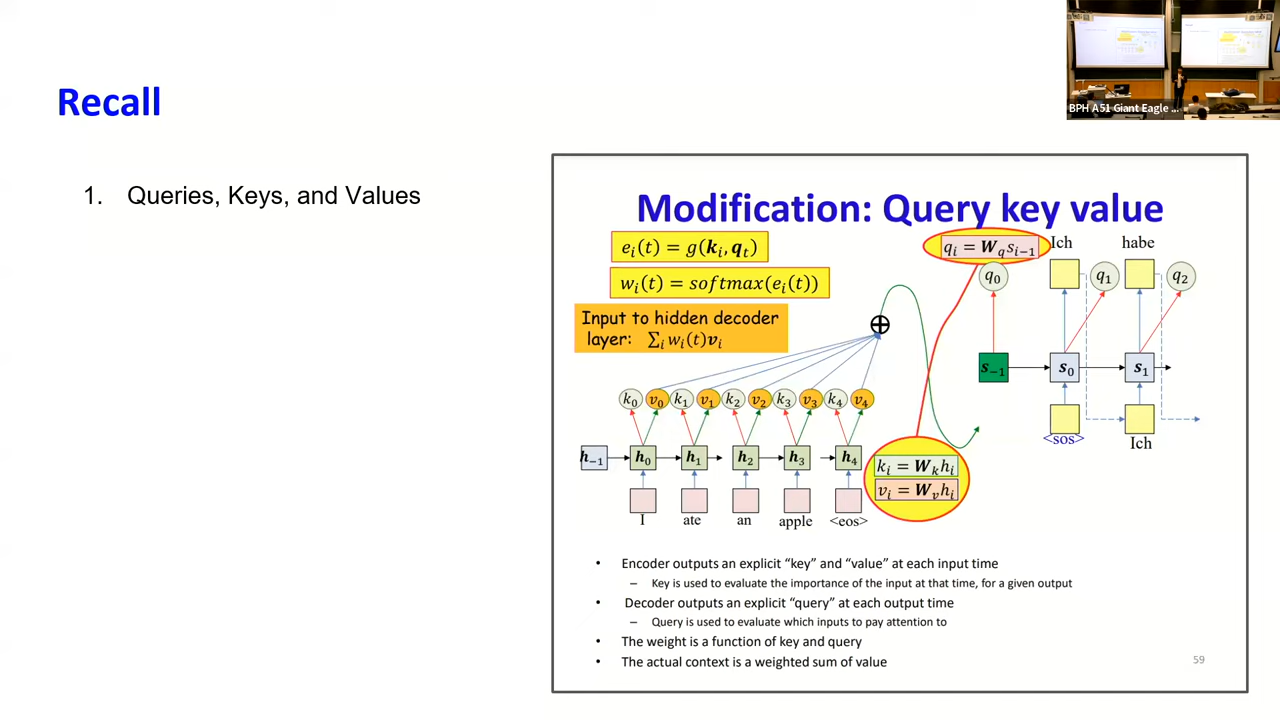 BPH A51 Giant Eagle ...
Recall
1. Queries, Keys, and Values
Modification: Query key value
e_i(t) = g(k_i, q_t)
w_i(t) = softmax(e_i(t))
Input to hidden decoder
layer: ∑_i w_i(t)v_i
q_i = W_q s_{i−1}
Ich habe
q_0 q_1 q_2
s_{−1} s_0 s_1
k_0 v_0 k_1 v_1 k_2 v_2 k_3 v_3 k_4 v_4
<sos> Ich
h_{−1} h_0 h_1 h_2 h_3 h_4
k_i = W_k h_i
v_i = W_v h_i
I ate an apple <eos>
• Encoder outputs an explicit “key” and “value” at each input time
– Key is used to evaluate the importance of the input at that time, for a given output
• Decoder outputs an explicit “query” at each output time
– Query is used to evaluate which inputs to pay attention to
• The weight is a function of key and query
• The actual context is a weighted sum of value
59